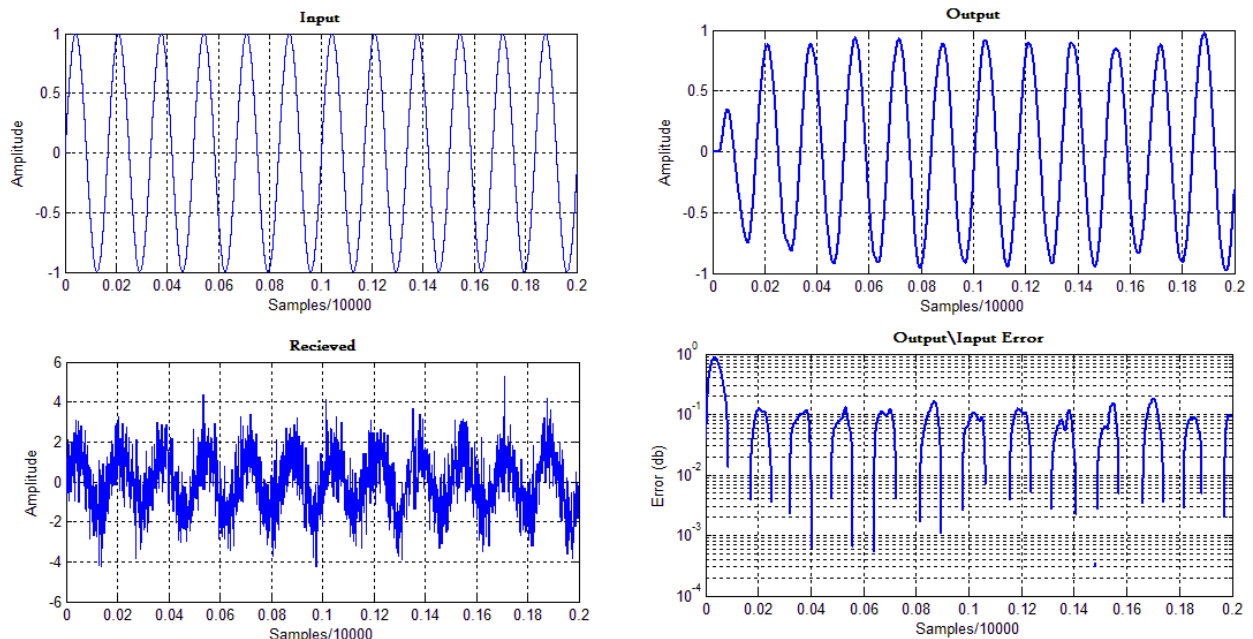 Input
1
0.5
0
-0.5
-1
Amplitude
0 0.02 0.04 0.06 0.08 0.1 0.12 0.14 0.16 0.18 0.2
Samples/10000
Output
1
0.5
0
-0.5
-1
Amplitude
0 0.02 0.04 0.06 0.08 0.1 0.12 0.14 0.16 0.18 0.2
Samples/10000
Recieved
6
4
2
0
-2
-4
-6
Amplitude
0 0.02 0.04 0.06 0.08 0.1 0.12 0.14 0.16 0.18 0.2
Samples/10000
Output\Input Error
10^0
10^-1
10^-2
10^-3
10^-4
Error (db)
0 0.02 0.04 0.06 0.08 0.1 0.12 0.14 0.16 0.18 0.2
Samples/10000